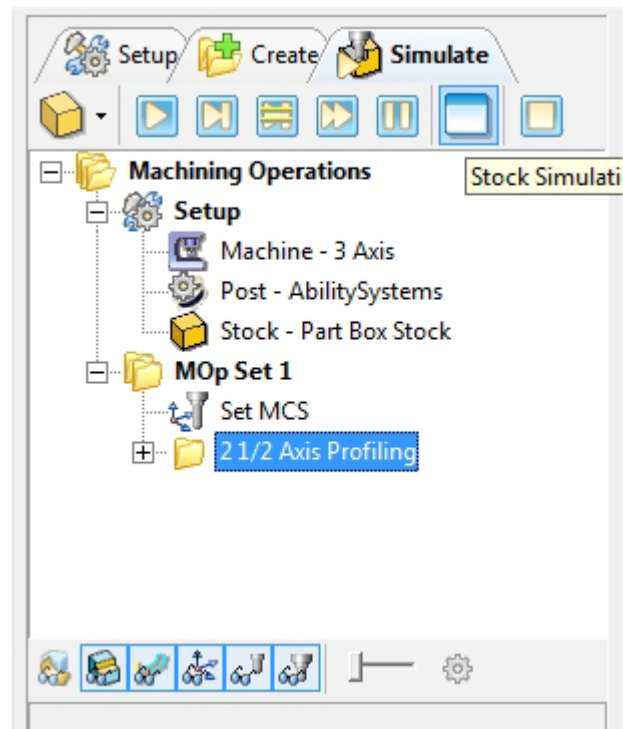 Setup Create Simulate
Machining Operations
Stock Simulati
Setup
Machine - 3 Axis
Post - AbilitySystems
Stock - Part Box Stock
MOp Set 1
Set MCS
2 1/2 Axis Profiling